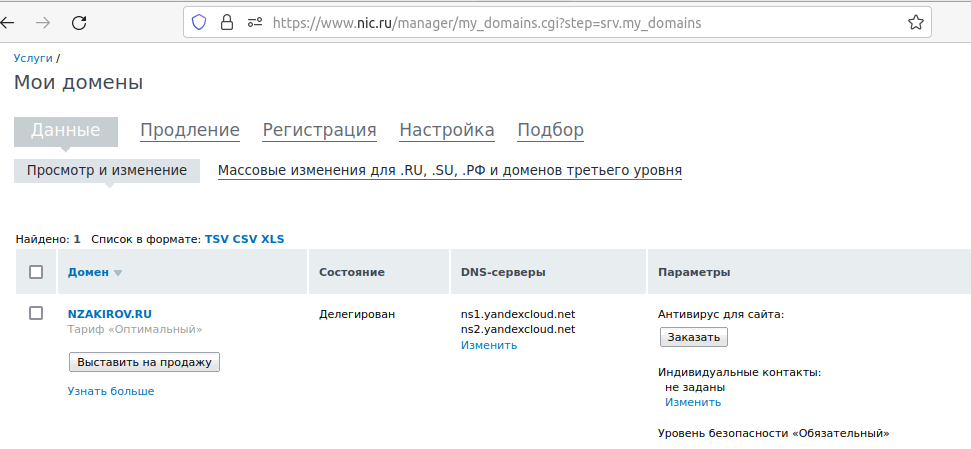 https://www.nic.ru/manager/my_domains.cgi?step=srv.my_domains
Услуги /
Мои домены
Данные Продление Регистрация Настройка Подбор
Просмотр и изменение Массовые изменения для .RU, .SU, .РФ и доменов третьего уровня
Найдено: 1 Список в формате: TSV CSV XLS
Домен Состояние DNS-серверы Параметры
NZAKIROV.RU Делегирован ns1.yandexcloud.net Антивирус для сайта:
Тариф «Оптимальный» ns2.yandexcloud.net Заказать
Изменить
Выставить на продажу
Индивидуальные контакты:
не заданы
Узнать больше
Изменить
Уровень безопасности «Обязательный»